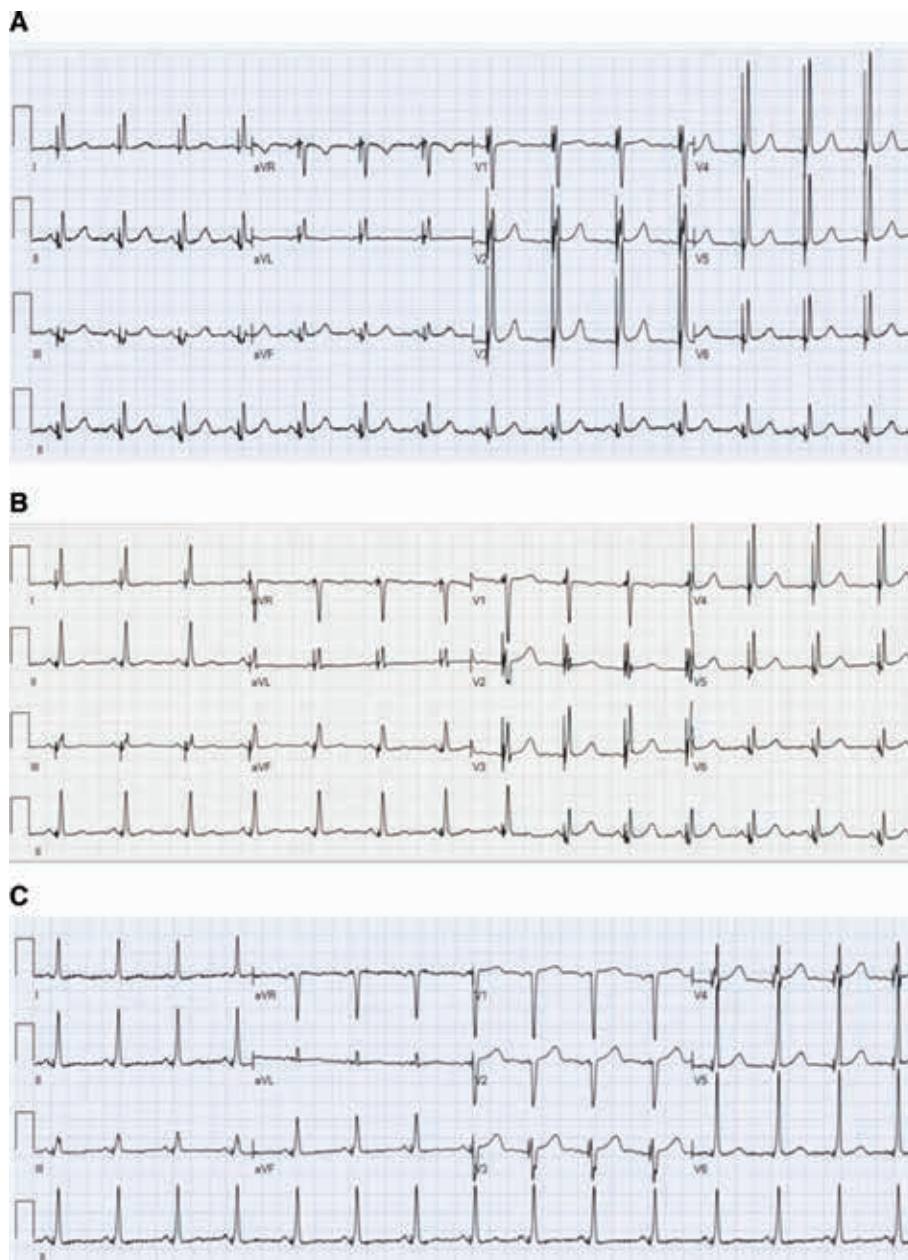 A
I aVR V1 V4
II aVL V2 V5
III aVF V3 V6
II
B
I aVR V1 V4
II aVL V2 V5
III aVF V3 V6
II
C
I aVR V1 V4
II aVL V2 V5
III aVF V3 V6
II